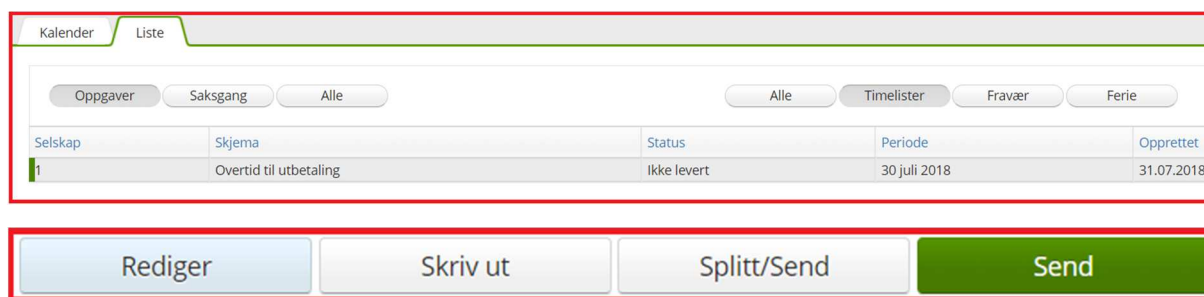 Kalender Liste
Oppgaver Saksgang Alle Alle Timelister Fravær Ferie
Selskap Skjema Status Periode Opprettet
1 Overtid til utbetaling Ikke levert 30 juli 2018 31.07.2018
Rediger Skriv ut Splitt/Send Send